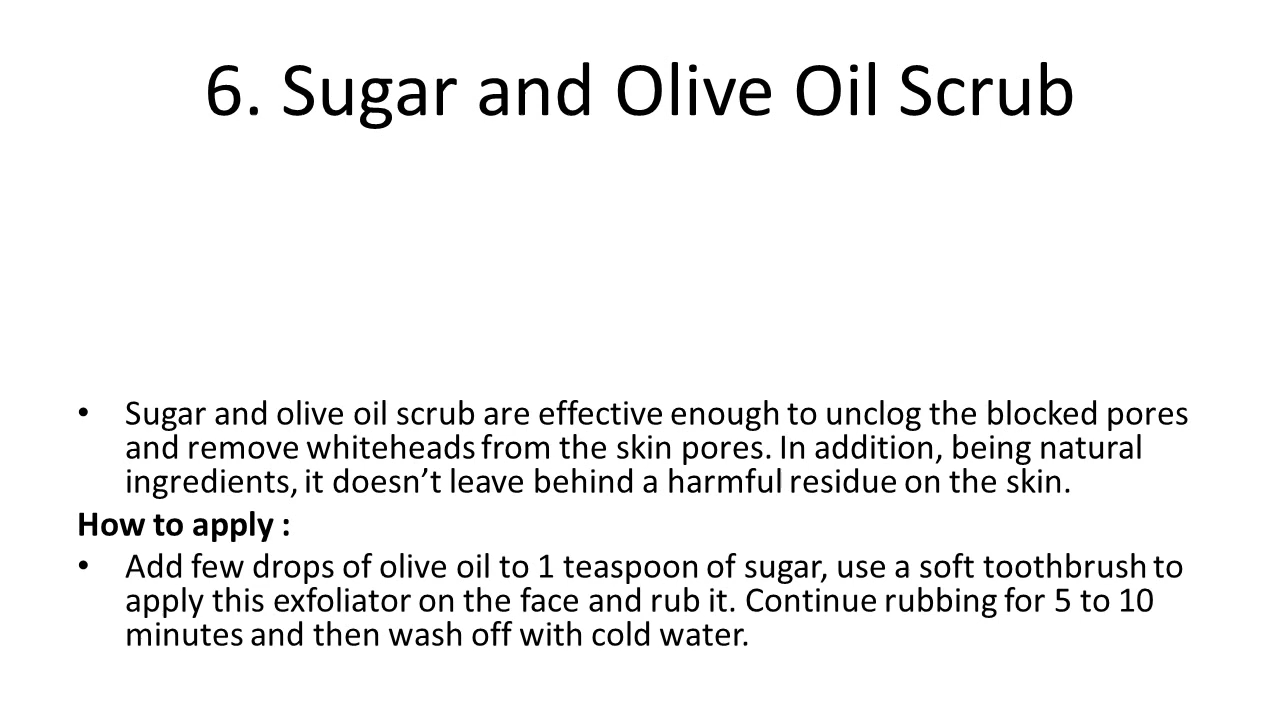 6. Sugar and Olive Oil Scrub
• Sugar and olive oil scrub are effective enough to unclog the blocked pores
and remove whiteheads from the skin pores. In addition, being natural
ingredients, it doesn’t leave behind a harmful residue on the skin.
How to apply :
• Add few drops of olive oil to 1 teaspoon of sugar, use a soft toothbrush to
apply this exfoliator on the face and rub it. Continue rubbing for 5 to 10
minutes and then wash off with cold water.